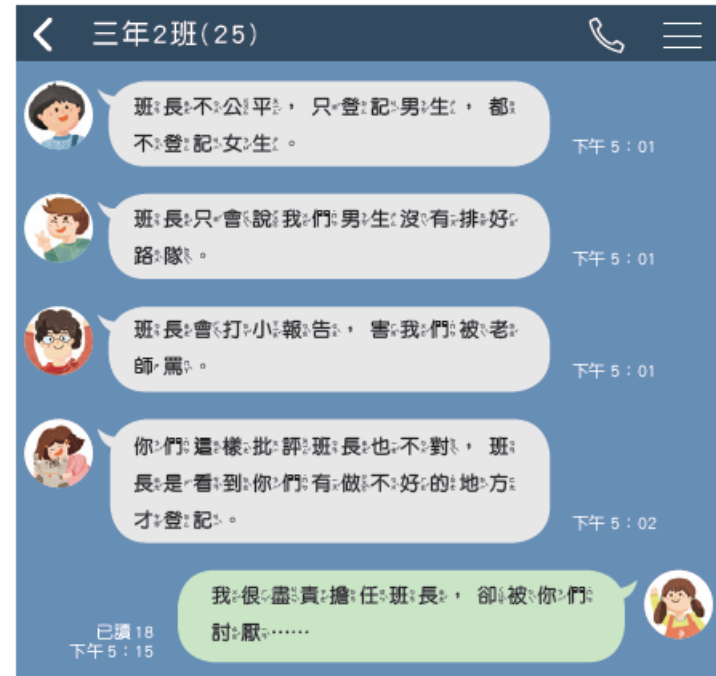 三年2班(25)
班長不公平，只登記男生，都
不登記女生。
下午 5：01
班長只會說我們男生沒有排好
路隊。
下午 5：01
班長會打小報告，害我們被老
師罵。
下午 5：01
你們這樣批評班長也不對，班
長是看到你們有做不好的地方
才登記。
下午 5：02
我很盡責擔任班長，卻被你們
討厭……
已讀 18
下午 5：15